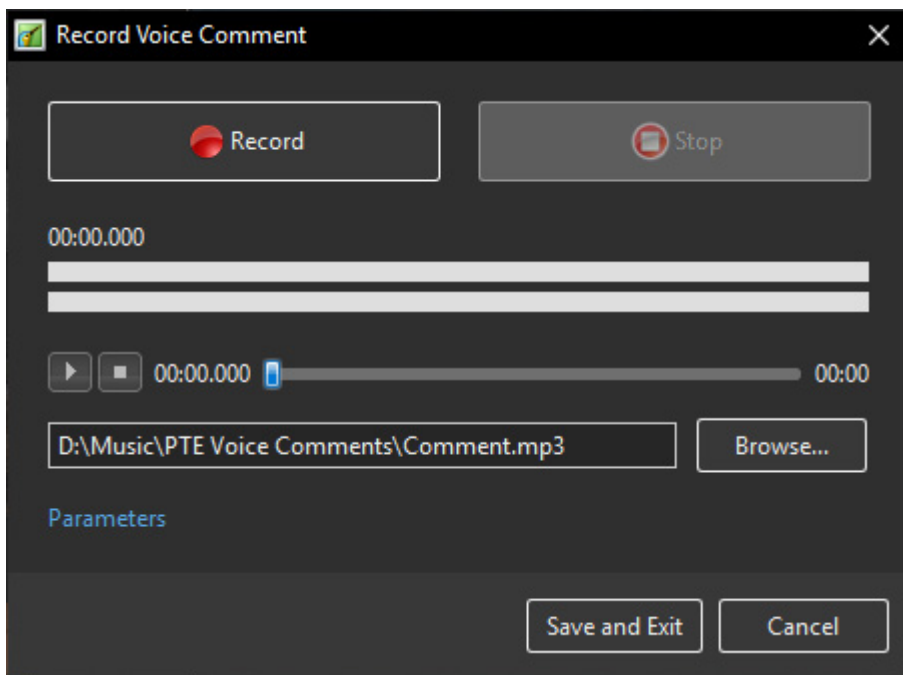 Record Voice Comment
Record
Stop
00:00.000
00:00.000
00:00
D:\Music\PTE Voice Comments\Comment.mp3
Browse...
Parameters
Save and Exit
Cancel